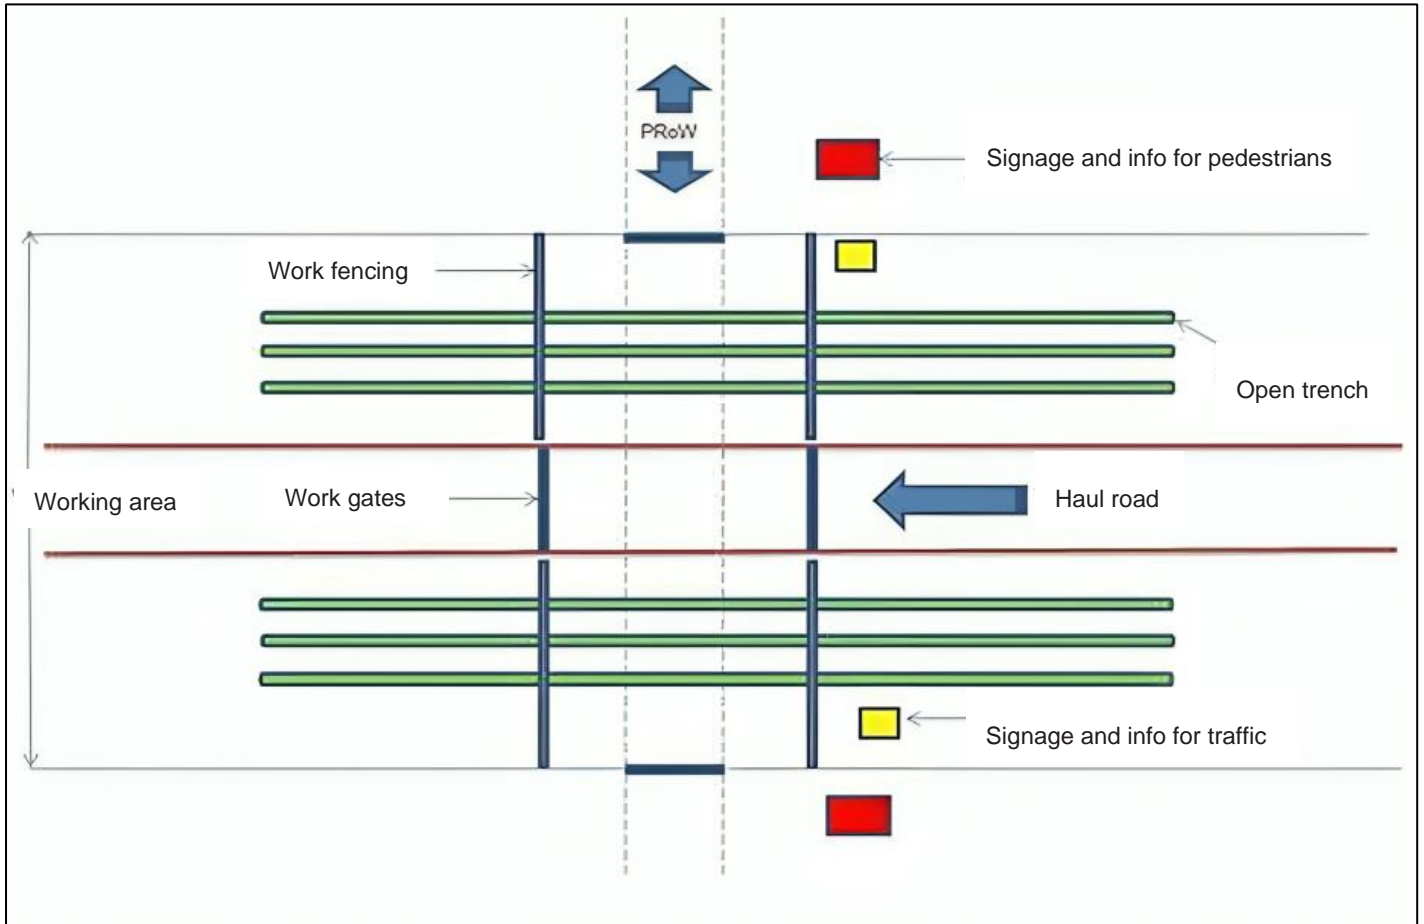 PRoW
Signage and info for pedestrians
Work fencing
Open trench
Working area
Work gates
Haul road
Signage and info for traffic